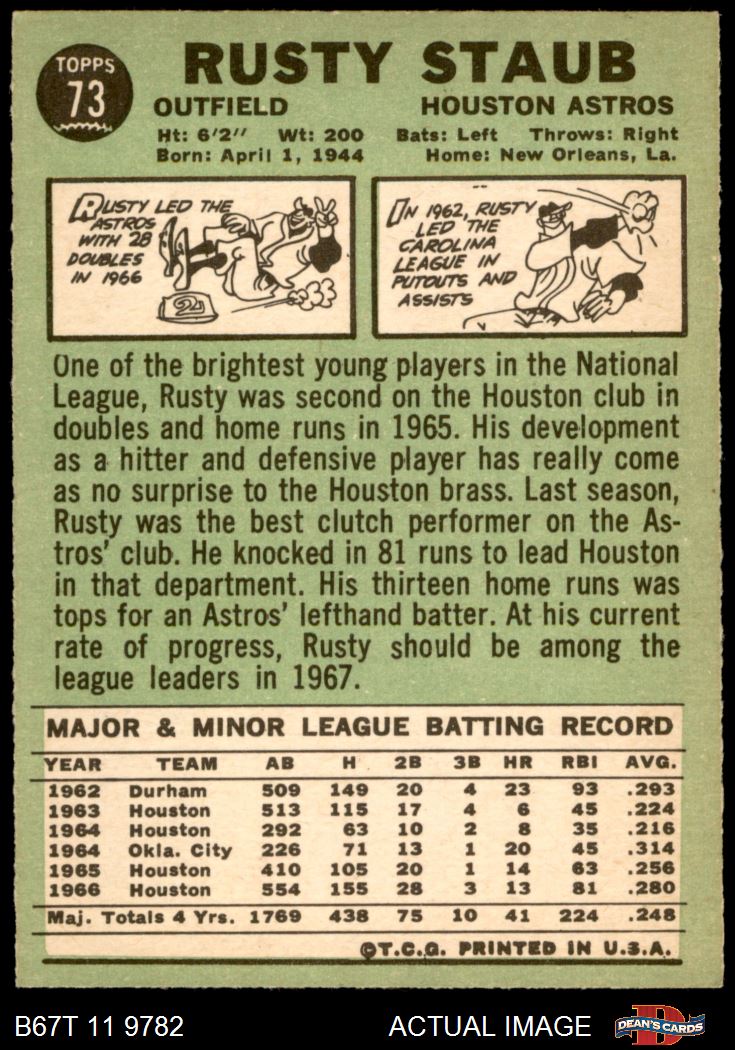 TOPPS
73
RUSTY STAUB
OUTFIELD HOUSTON ASTROS
Ht: 6'2" Wt: 200 Bats: Left Throws: Right
Born: April 1, 1944 Home: New Orleans, La.
RUSTY LED THE
ASTROS
WITH 28
DOUBLES
IN 1966
IN 1962, RUSTY
LED THE
CAROLINA
LEAGUE IN
PUTOUTS AND
ASSISTS
One of the brightest young players in the National
League, Rusty was second on the Houston club in
doubles and home runs in 1965. His development
as a hitter and defensive player has really come
as no surprise to the Houston brass. Last season,
Rusty was the best clutch performer on the As-
tros' club. He knocked in 81 runs to lead Houston
in that department. His thirteen home runs was
tops for an Astros' lefthand batter. At his current
rate of progress, Rusty should be among the
league leaders in 1967.
MAJOR & MINOR LEAGUE BATTING RECORD
YEAR TEAM AB H 2B 3B HR RBI AVG.
1962 Durham 509 149 20 4 23 93 .293
1963 Houston 513 115 17 4 6 45 .224
1964 Houston 292 63 10 2 8 35 .216
1964 Okla. City 226 71 13 1 20 45 .314
1965 Houston 410 105 20 1 14 63 .256
1966 Houston 554 155 28 3 13 81 .280
Maj. Totals 4 Yrs. 1769 438 75 10 41 224 .248
©T.C.G. PRINTED IN U.S.A.
B67T 11 9782 ACTUAL IMAGE DEAN'S CARDS